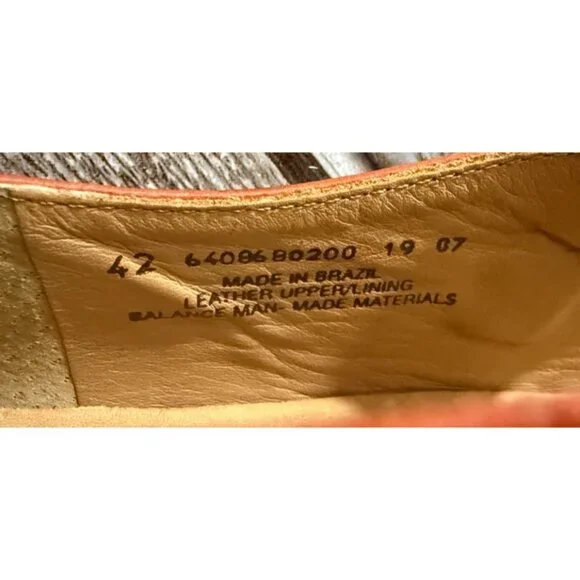 42 6408680200 19 07
MADE IN BRAZIL
LEATHER UPPER/LINING
BALANCE MAN- MADE MATERIALS